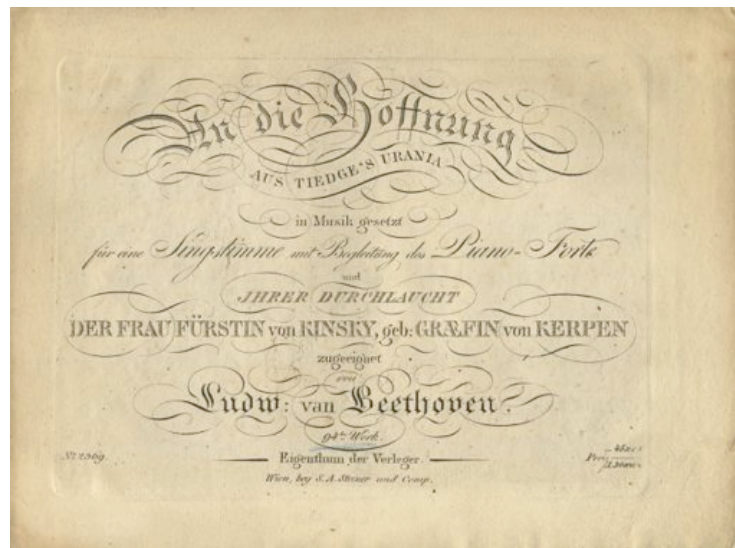 An die Hoffnung
AUS TIEDGE'S URANIA
in Musik gesetzt
für eine Singstimme mit Begleitung des Piano-Forte
und
JHRER DURCHLAUCHT
DER FRAU FÜRSTIN von KINSKY, geb: GRÆFIN von KERPEN
zugeeignet
von
Ludw: van Beethoven.
94tes Werk.
No. 2369. Eigenthum der Verleger. Preis
Wien, bey S. A. Steiner und Comp.